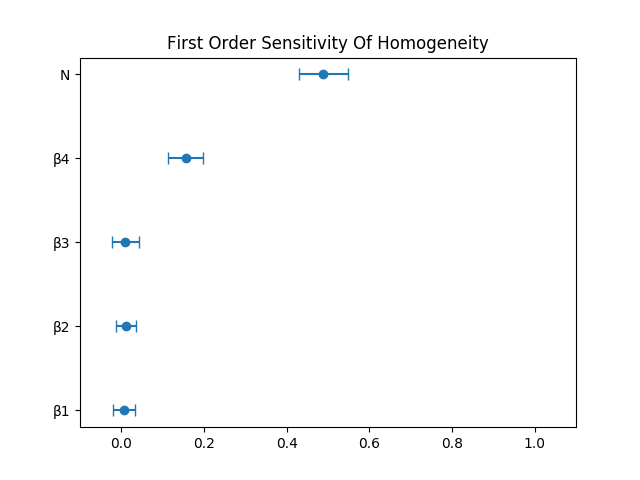 First Order Sensitivity Of Homogeneity
N
β4
β3
β2
β1
0.0 0.2 0.4 0.6 0.8 1.0